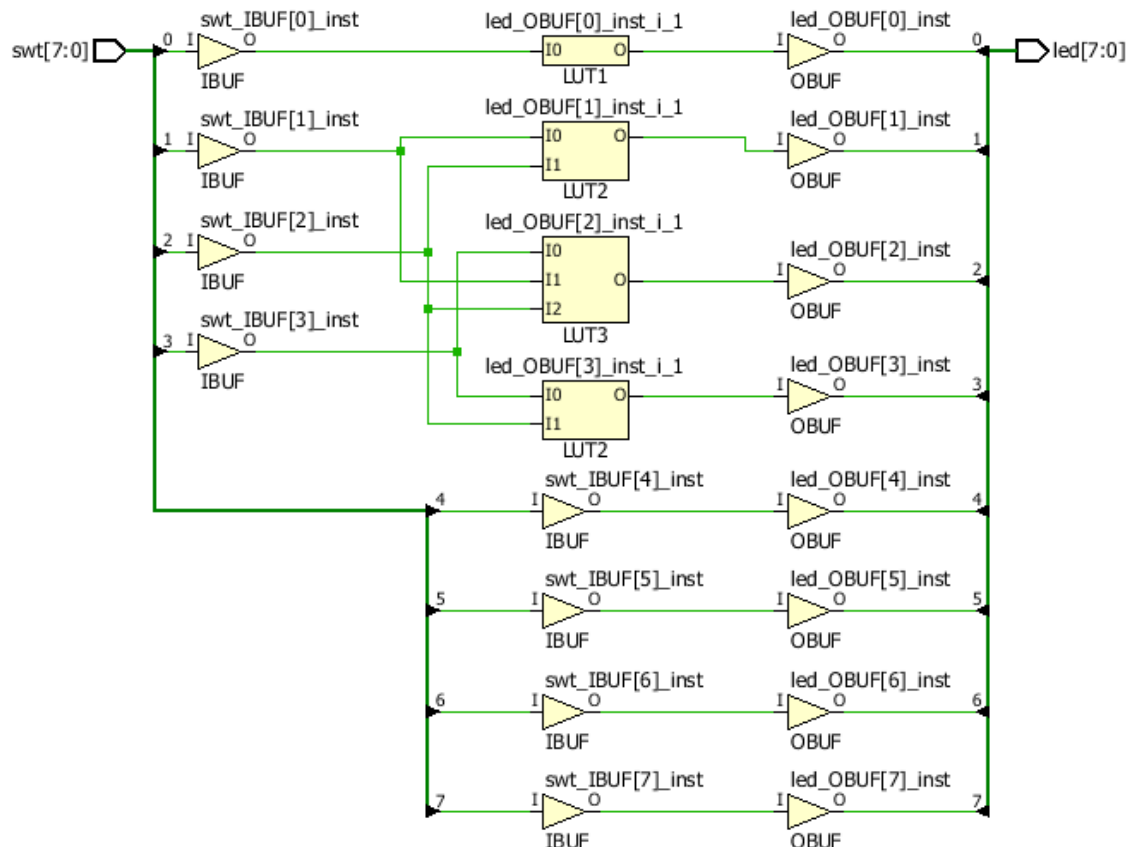 swt_IBUF[0]_inst led_OBUF[0]_inst_i_1 led_OBUF[0]_inst
swt[7:0] 0 I O I0 O I O 0 led[7:0]
IBUF LUT1 OBUF
swt_IBUF[1]_inst led_OBUF[1]_inst_i_1 led_OBUF[1]_inst
1 I O I0 O I O 1
IBUF I1 OBUF
LUT2
swt_IBUF[2]_inst led_OBUF[2]_inst_i_1 led_OBUF[2]_inst
2 I O I0 I O 2
IBUF I1 O OBUF
I2
swt_IBUF[3]_inst LUT3
3 I O led_OBUF[3]_inst_i_1 led_OBUF[3]_inst
IBUF I0 O I O 3
I1 OBUF
LUT2
swt_IBUF[4]_inst led_OBUF[4]_inst
4 I O I O 4
IBUF OBUF
swt_IBUF[5]_inst led_OBUF[5]_inst
5 I O I O 5
IBUF OBUF
swt_IBUF[6]_inst led_OBUF[6]_inst
6 I O I O 6
IBUF OBUF
swt_IBUF[7]_inst led_OBUF[7]_inst
7 I O I O 7
IBUF OBUF